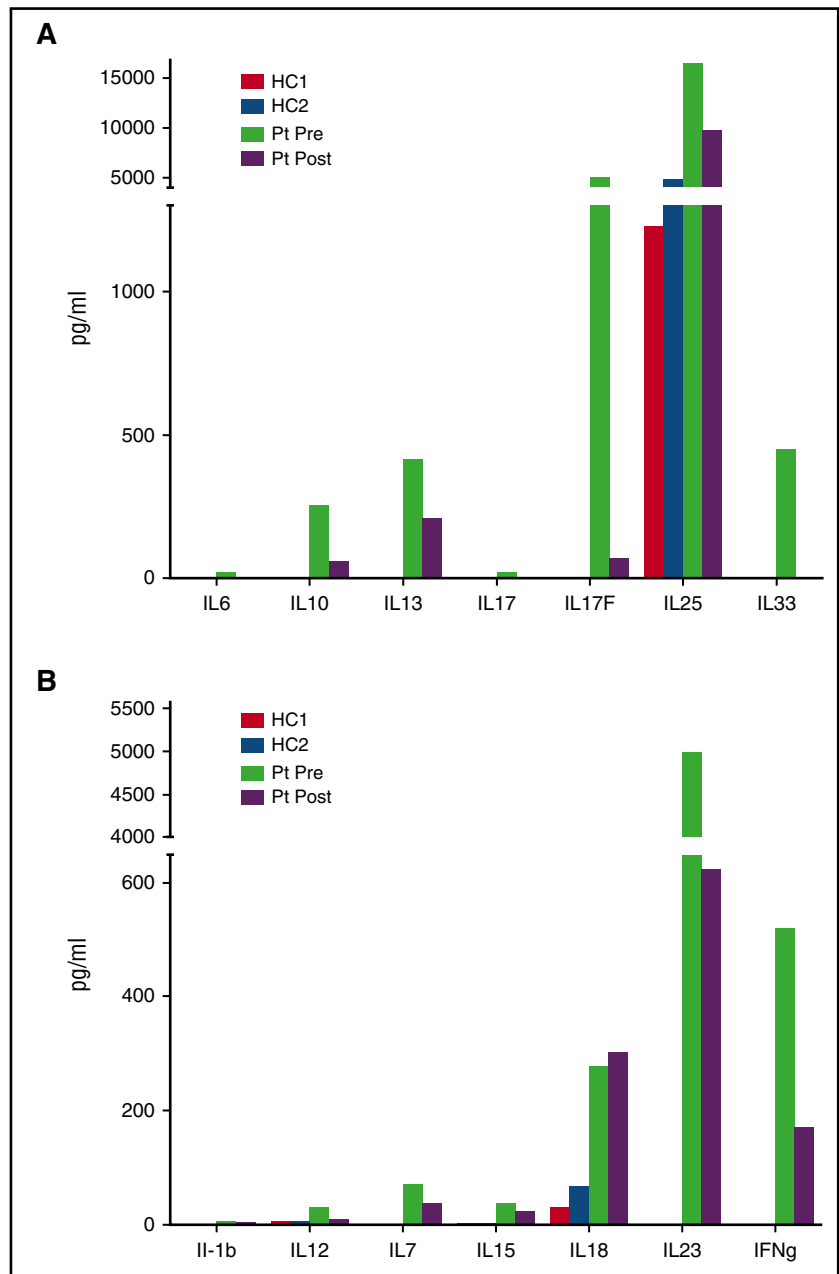 A
15000
10000
5000
1000
500
0
pg/ml
HC1
HC2
Pt Pre
Pt Post
IL6 IL10 IL13 IL17 IL17F IL25 IL33
B
5500
5000
4500
4000
600
400
200
0
pg/ml
HC1
HC2
Pt Pre
Pt Post
Il-1b IL12 IL7 IL15 IL18 IL23 IFNg